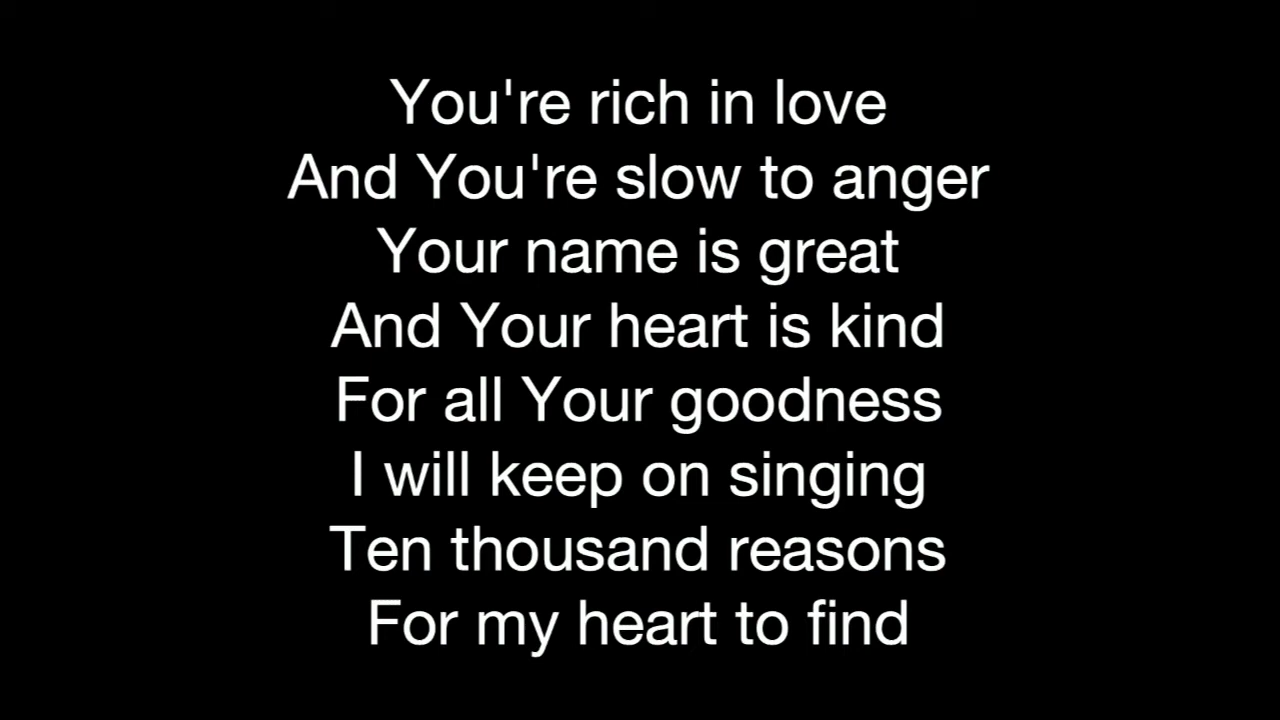 You're rich in love
And You're slow to anger
Your name is great
And Your heart is kind
For all Your goodness
I will keep on singing
Ten thousand reasons
For my heart to find